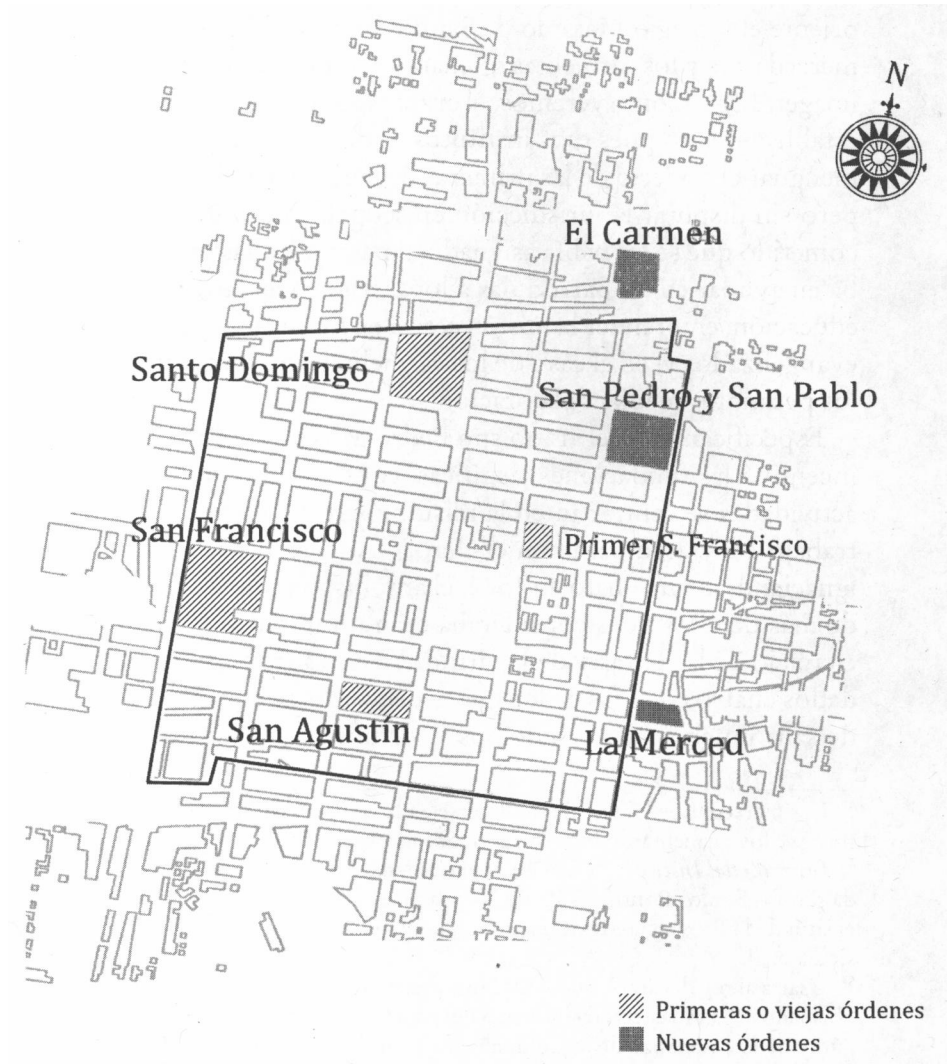 N
El Carmen
Santo Domingo
San Pedro y San Pablo
San Francisco
Primer S. Francisco
San Agustín
La Merced
Primeras o viejas órdenes
Nuevas órdenes